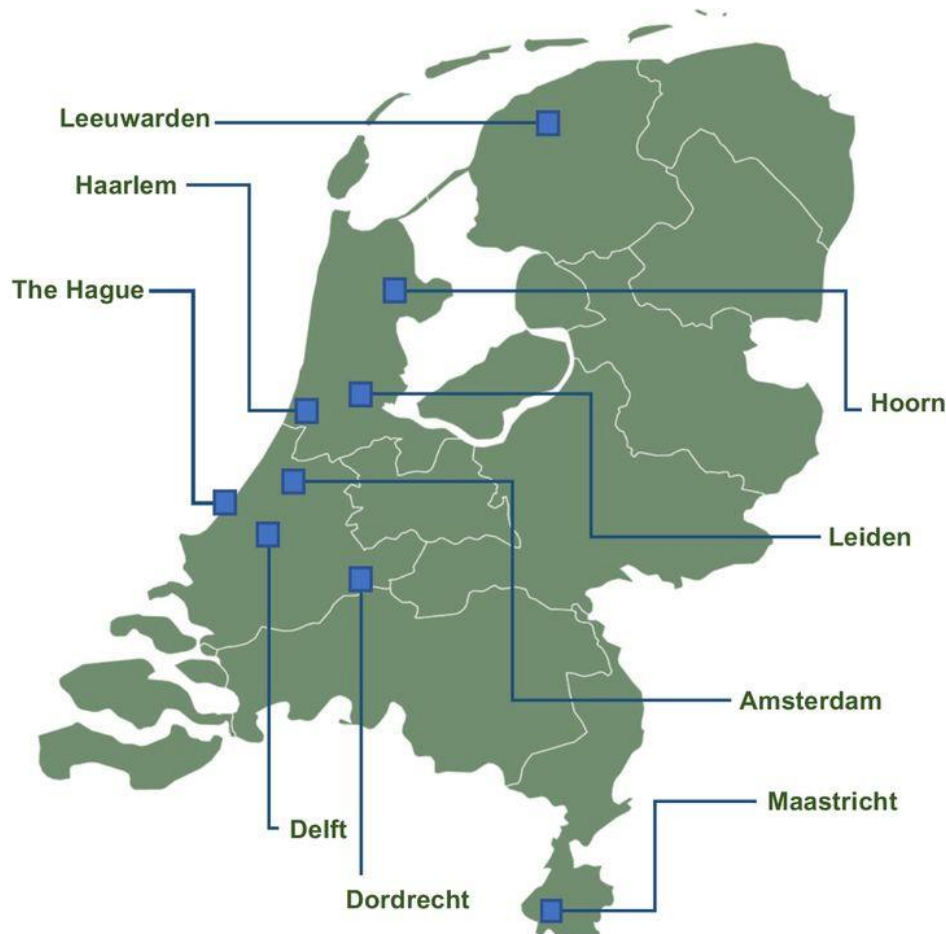 Leeuwarden
Haarlem
The Hague
Hoorn
Leiden
Amsterdam
Maastricht
Delft
Dordrecht